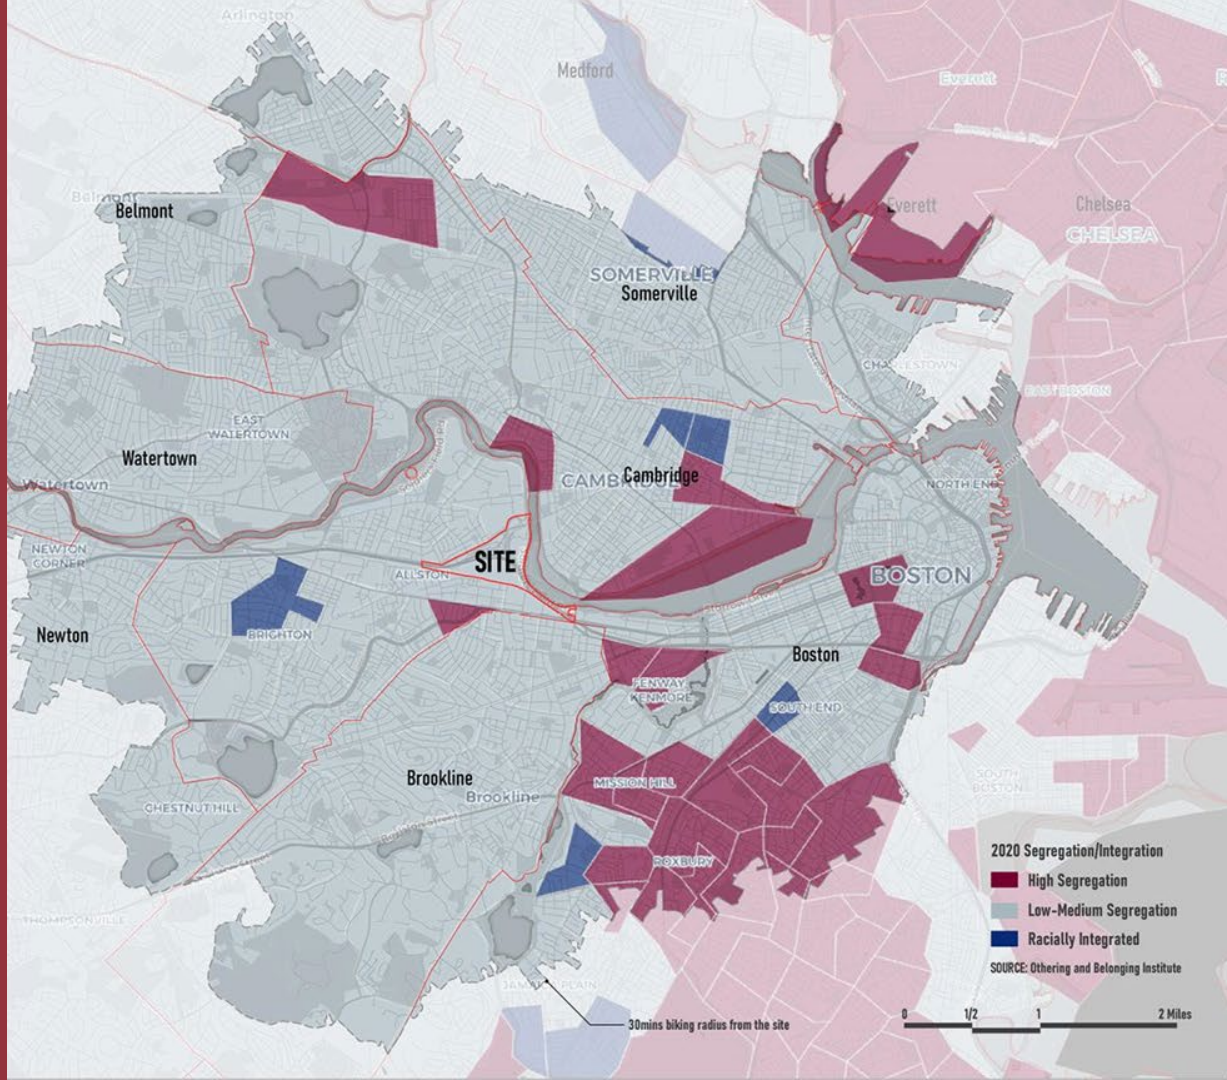 Arlington
Medford
Everett
Belmont
Belmont
Everett
Chelsea
CHELSEA
SOMERVILLE
Somerville
CHARLESTOWN
EAST BOSTON
EAST
WATERTOWN
Watertown
Watertown
CAMBRIDGE
Cambridge
NORTH END
NEWTON
CORNER
SITE
ALLSTON
BOSTON
Newton
BRIGHTON
Boston
FENWAY
KENMORE
SOUTH END
MISSION HILL
Brookline
Brookline
CHESTNUT HILL
SOUTH
BOSTON
ROXBURY
THOMPSONVILLE
JAMAICA PLAIN
30mins biking radius from the site
2020 Segregation/Integration
High Segregation
Low-Medium Segregation
Racially Integrated
SOURCE: Othering and Belonging Institute
0 1/2 1 2 Miles